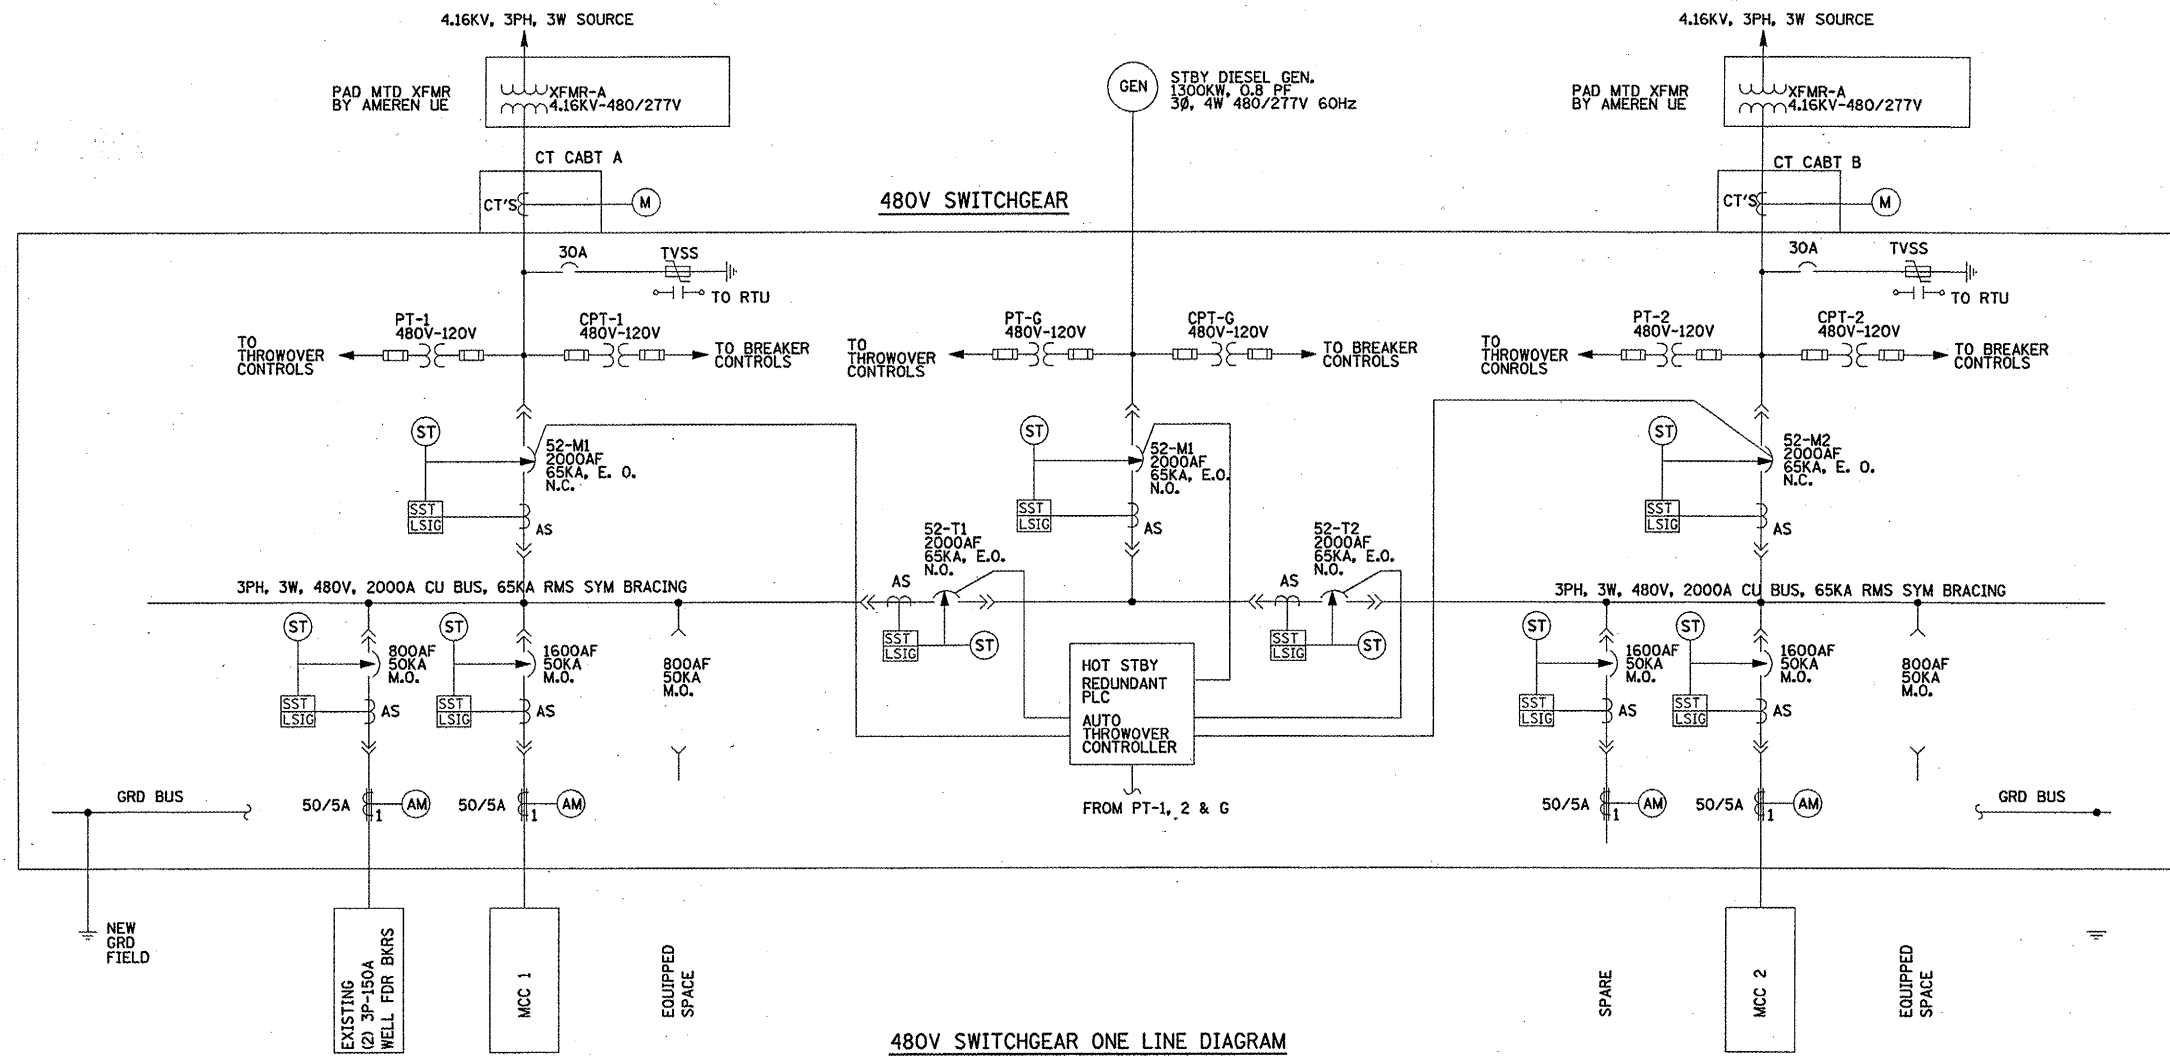 4.16KV, 3PH, 3W SOURCE
4.16KV, 3PH, 3W SOURCE
PAD MTD XFMR
BY AMEREN UE
XFMR-A
4.16KV-480/277V
GEN
STBY DIESEL GEN.
1300KW, 0.8 PF
3Ø, 4W 480/277V 60Hz
PAD MTD XFMR
BY AMEREN UE
XFMR-A
4.16KV-480/277V
CT CABT A
CT'S
M
480V SWITCHGEAR
CT CABT B
CT'S
M
30A
TVSS
TO RTU
30A
TVSS
TO RTU
TO
THROWOVER
CONTROLS
PT-1
480V-120V
CPT-1
480V-120V
TO BREAKER
CONTROLS
TO
THROWOVER
CONTROLS
PT-G
480V-120V
CPT-G
480V-120V
TO BREAKER
CONTROLS
TO
THROWOVER
CONROLS
PT-2
480V-120V
CPT-2
480V-120V
TO BREAKER
CONTROLS
ST
52-M1
2000AF
65KA, E. O.
N.C.
SST
LSIG
AS
ST
52-M1
2000AF
65KA, E.O.
N.O.
SST
LSIG
AS
ST
52-M2
2000AF
65KA, E. O.
N.C.
SST
LSIG
AS
52-T1
2000AF
65KA, E.O.
N.O.
AS
SST
LSIG
ST
52-T2
2000AF
65KA, E.O.
N.O.
AS
SST
LSIG
ST
3PH, 3W, 480V, 2000A CU BUS, 65KA RMS SYM BRACING
3PH, 3W, 480V, 2000A CU BUS, 65KA RMS SYM BRACING
ST
800AF
50KA
M.O.
SST
LSIG
AS
ST
1600AF
50KA
M.O.
SST
LSIG
AS
800AF
50KA
M.O.
HOT STBY
REDUNDANT
PLC
AUTO
THROWOVER
CONTROLLER
FROM PT-1, 2 & G
ST
1600AF
50KA
M.O.
SST
LSIG
AS
ST
1600AF
50KA
M.O.
SST
LSIG
AS
800AF
50KA
M.O.
GRD BUS
50/5A
1
AM
50/5A
1
AM
50/5A
1
AM
50/5A
1
AM
GRD BUS
NEW
GRD
FIELD
EXISTING
(2) 3P-150A
WELL FDR BKRS
MCC 1
EQUIPPED
SPACE
SPARE
MCC 2
EQUIPPED
SPACE
480V SWITCHGEAR ONE LINE DIAGRAM